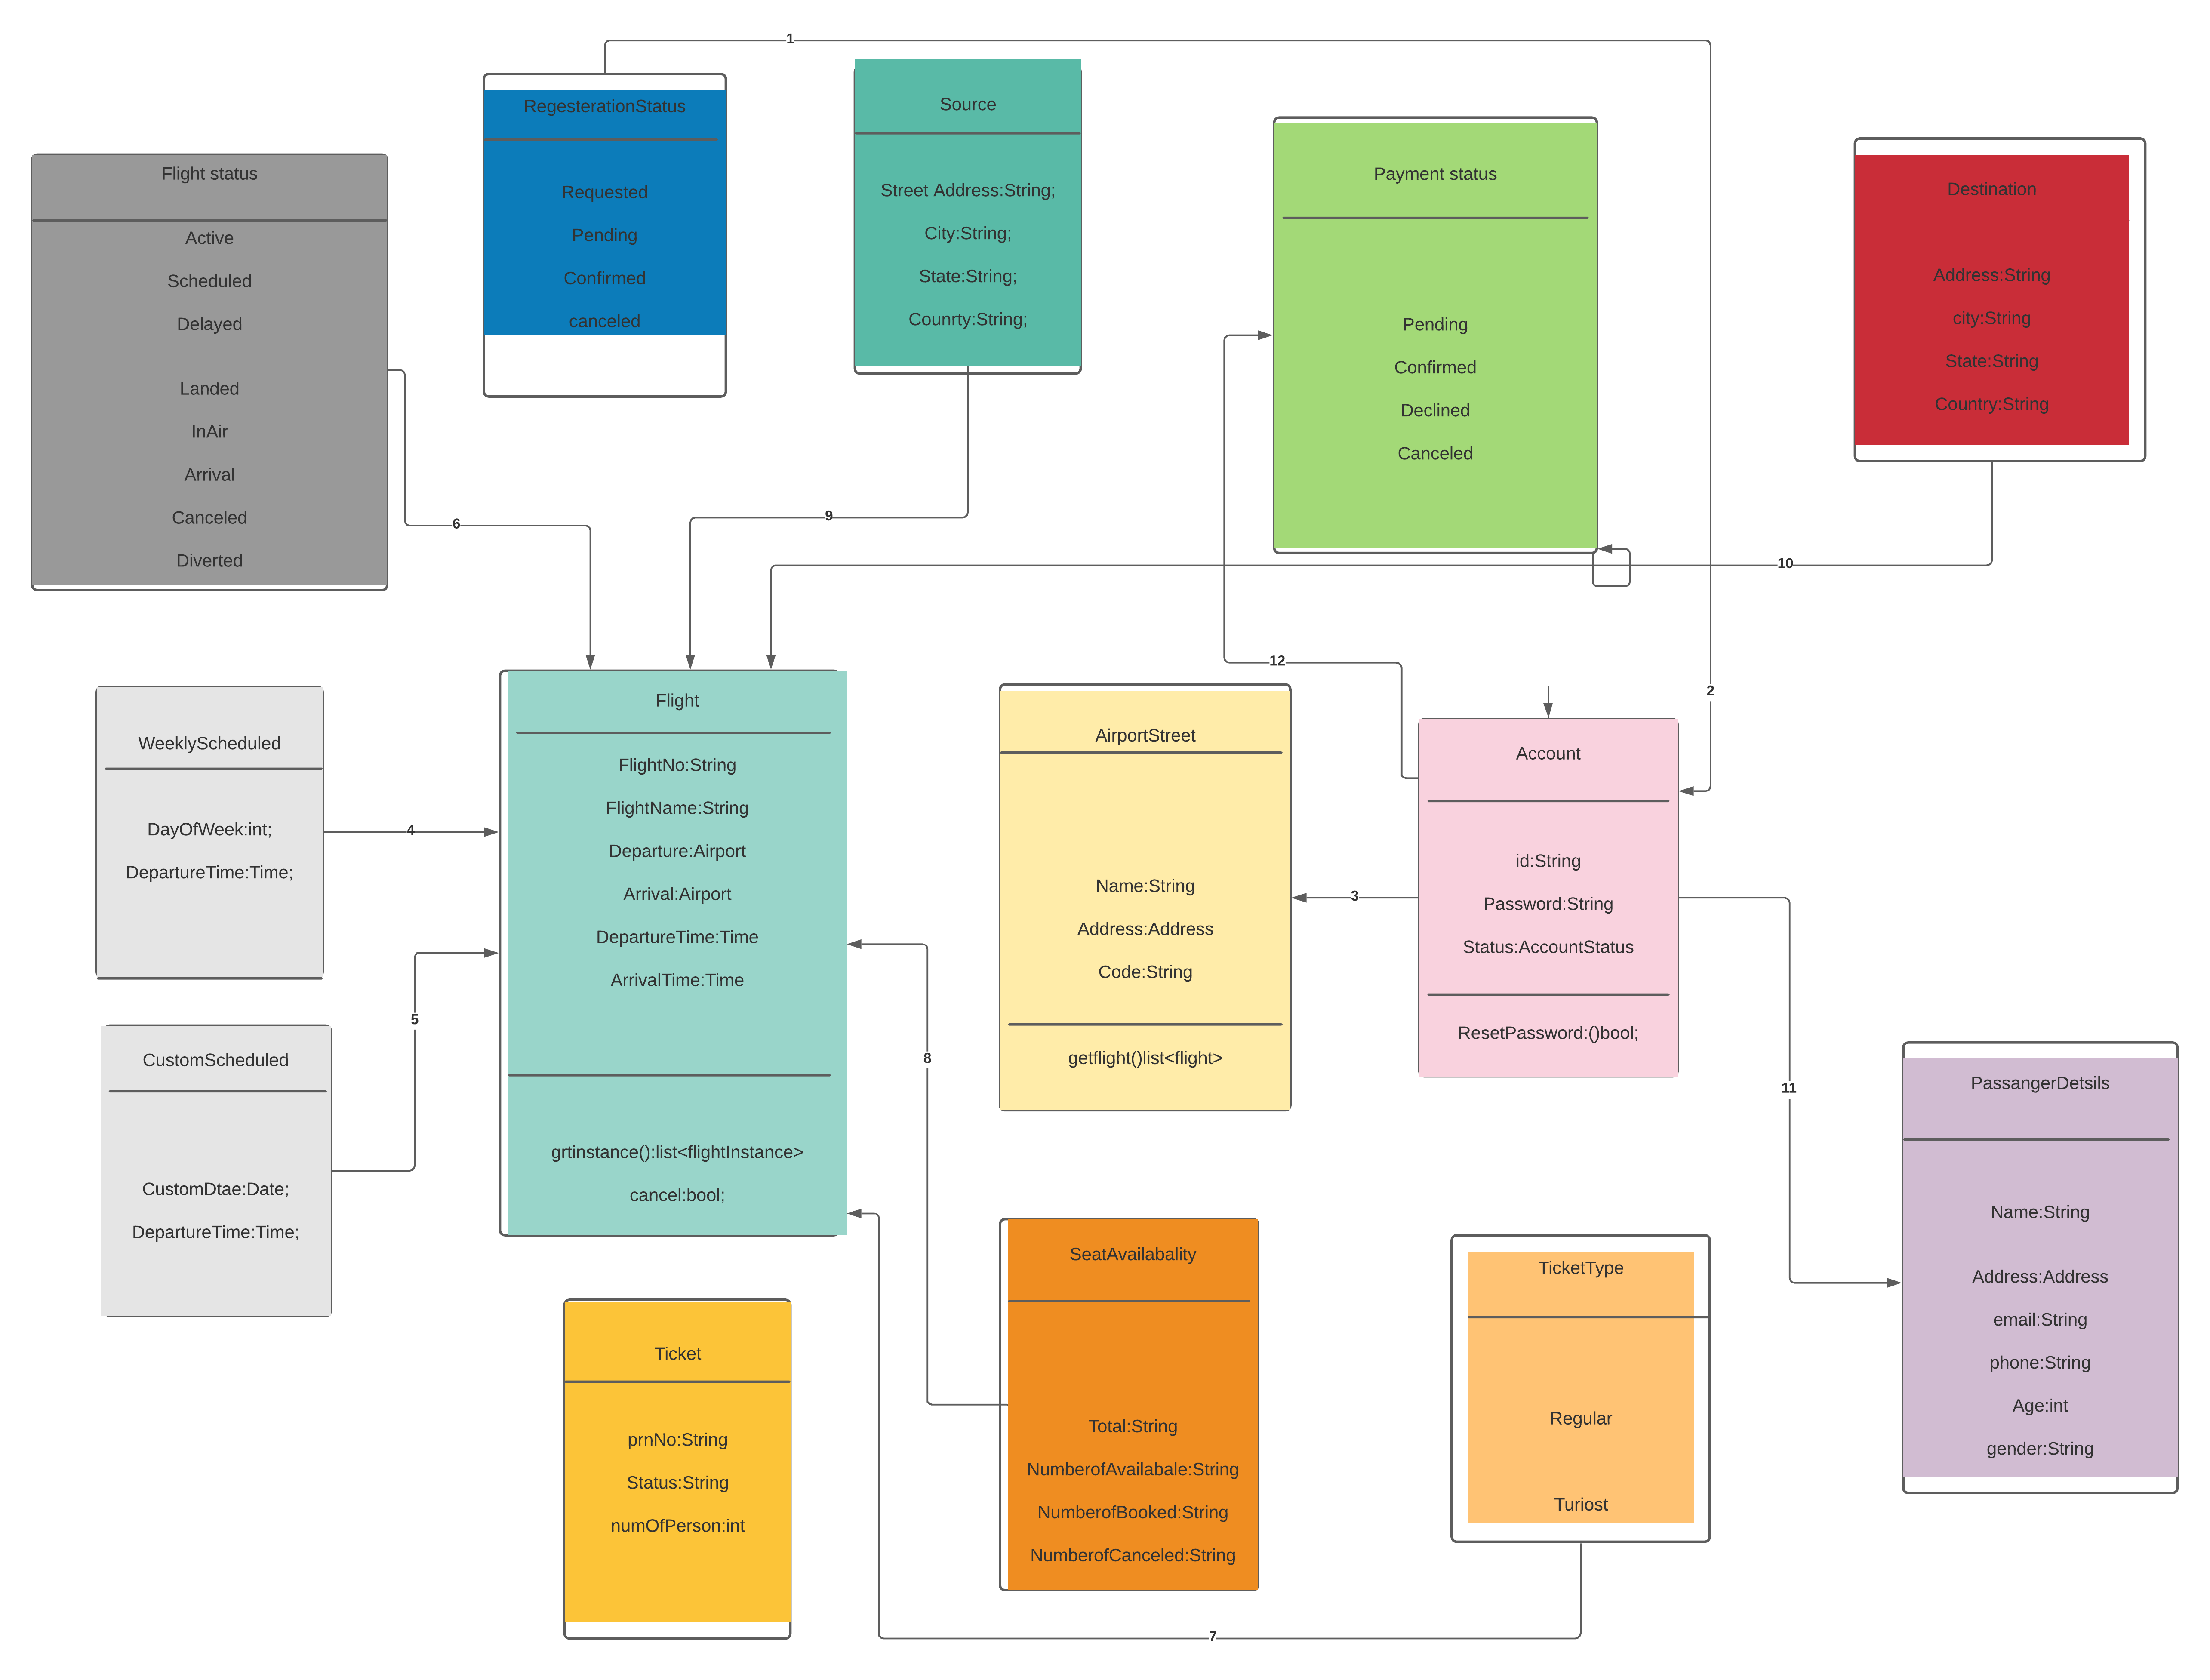 1
RegesterationStatus
Requested
Pending
Confirmed
canceled
Source
Street Address:String;
City:String;
State:String;
Counrty:String;
Payment status
Pending
Confirmed
Declined
Canceled
Destination
Address:String
city:String
State:String
Country:String
Flight status
Active
Scheduled
Delayed
Landed
InAir
Arrival
Canceled
Diverted
6
9
10
12
2
WeeklyScheduled
DayOfWeek:int;
DepartureTime:Time;
4
Flight
FlightNo:String
FlightName:String
Departure:Airport
Arrival:Airport
DepartureTime:Time
ArrivalTime:Time
grtinstance():list<flightInstance>
cancel:bool;
AirportStreet
Name:String
Address:Address
Code:String
getflight()list<flight>
3
Account
id:String
Password:String
Status:AccountStatus
ResetPassword:()bool;
5
8
11
CustomScheduled
CustomDtae:Date;
DepartureTime:Time;
PassangerDetsils
Name:String
Address:Address
email:String
phone:String
Age:int
gender:String
Ticket
prnNo:String
Status:String
numOfPerson:int
SeatAvailabality
Total:String
NumberofAvailabale:String
NumberofBooked:String
NumberofCanceled:String
TicketType
Regular
Turiost
7